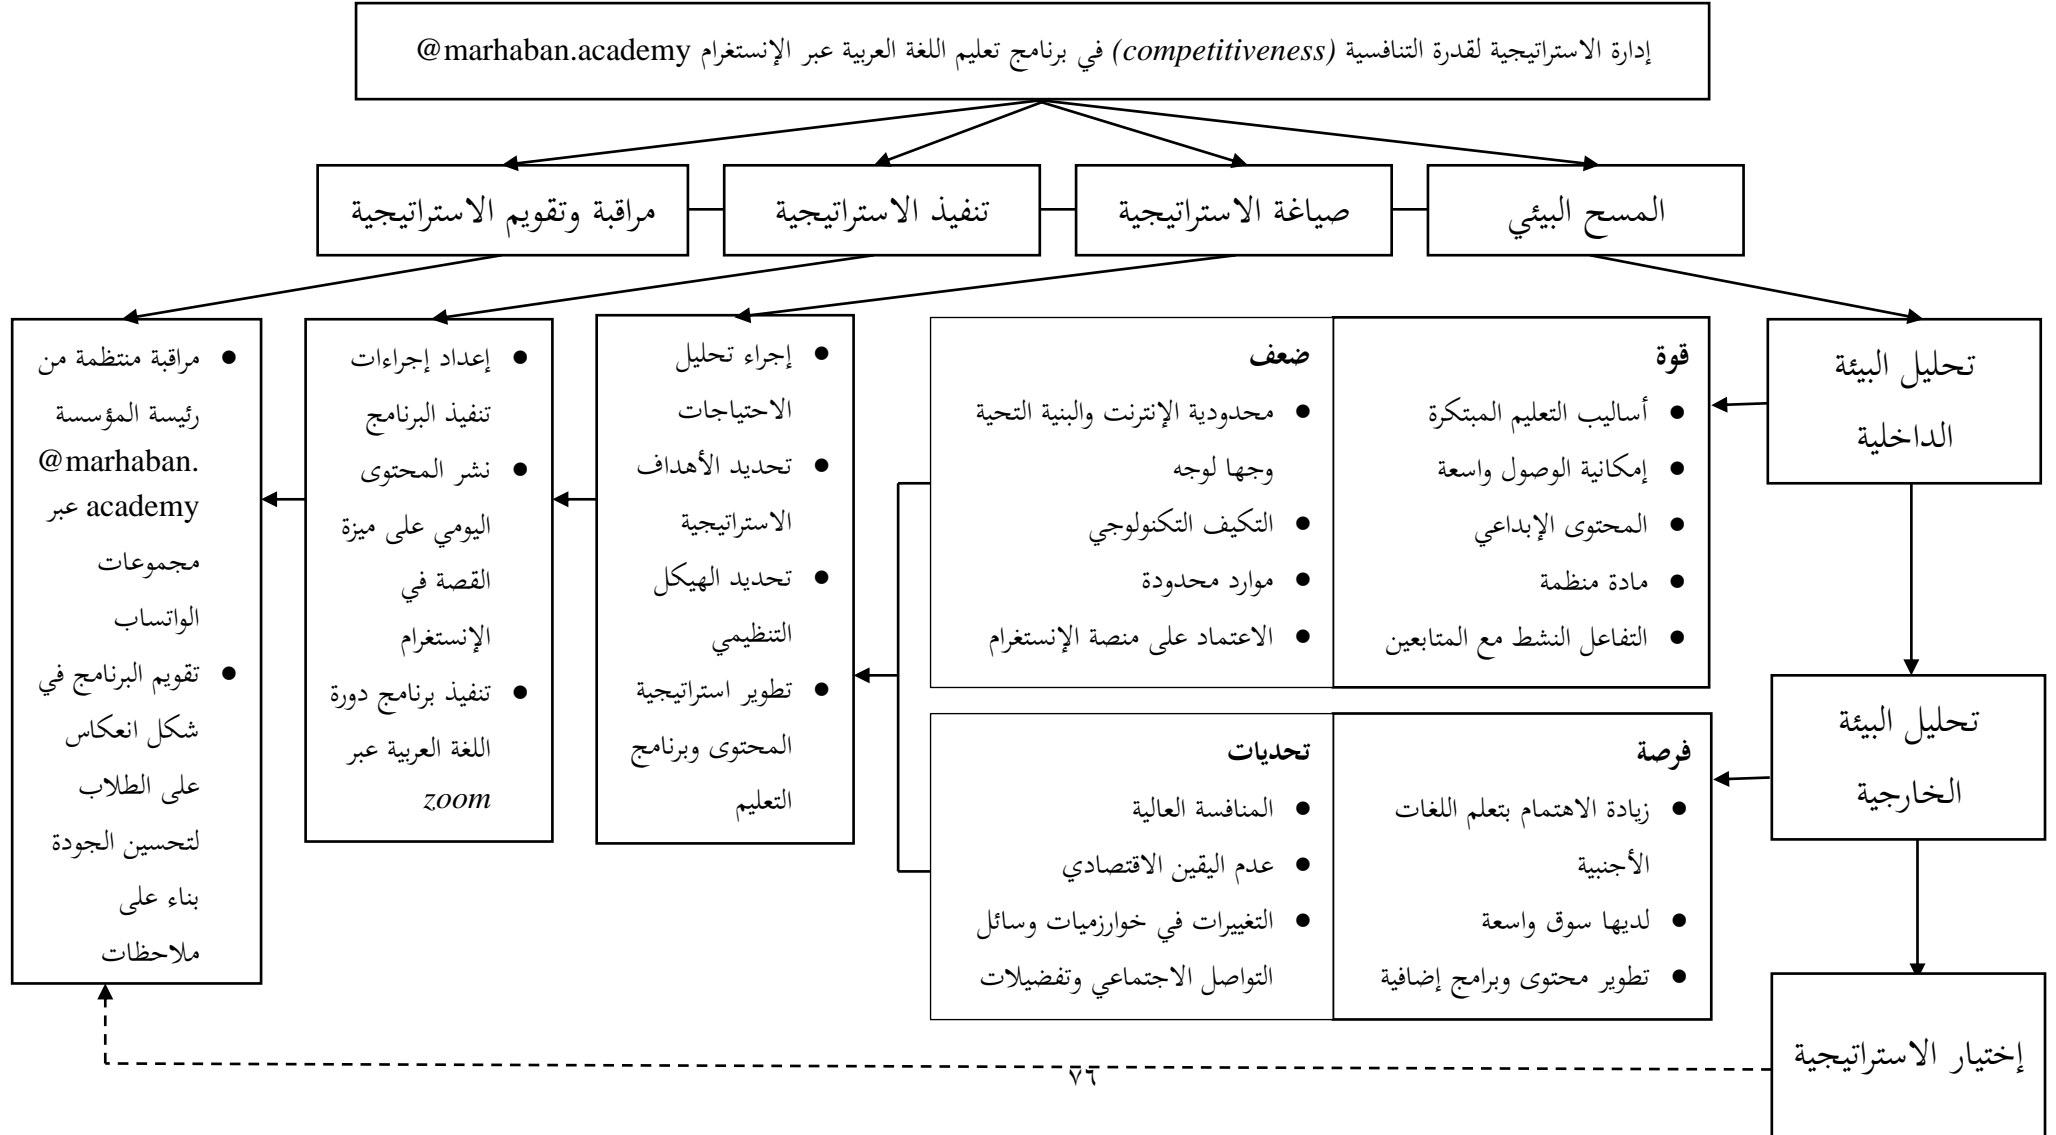 إدارة الاستراتيجية لقدرة التنافسية (competitiveness) في برنامج تعليم اللغة العربية عبر الإنستغرام @marhaban.academy
المسح البيئي
صياغة الاستراتيجية
تنفيذ الاستراتيجية
مراقبة وتقويم الاستراتيجية
تحليل البيئة
الداخلية
قوة
● أساليب التعليم المبتكرة
● إمكانية الوصول واسعة
● المحتوى الإبداعي
● مادة منظمة
● التفاعل النشط مع المتابعين
ضعف
● محدودية الإنترنت والبنية التحية
وجها لوجه
● التكيف التكنولوجي
● موارد محدودة
● الاعتماد على منصة الإنستغرام
تحليل البيئة
الخارجية
فرصة
● زيادة الاهتمام بتعلم اللغات
الأجنبية
● لديها سوق واسعة
● تطوير محتوى وبرامج إضافية
تحديات
● المنافسة العالية
● عدم اليقين الاقتصادي
● التغييرات في خوارزميات وسائل
التواصل الاجتماعي وتفضيلات
إختيار الاستراتيجية
● إجراء تحليل
الاحتياجات
● تحديد الأهداف
الاستراتيجية
● تحديد الهيكل
التنظيمي
● تطوير استراتيجية
المحتوى وبرنامج
التعليم
● إعداد إجراءات
تنفيذ البرنامج
● نشر المحتوى
اليومي على ميزة
القصة في
الإنستغرام
● تنفيذ برنامج دورة
اللغة العربية عبر
zoom
● مراقبة منتظمة من
رئيسة المؤسسة
@marhaban.
academy عبر
مجموعات
الواتساب
● تقويم البرنامج في
شكل انعكاس
على الطلاب
لتحسين الجودة
بناء على
ملاحظات
٧٦